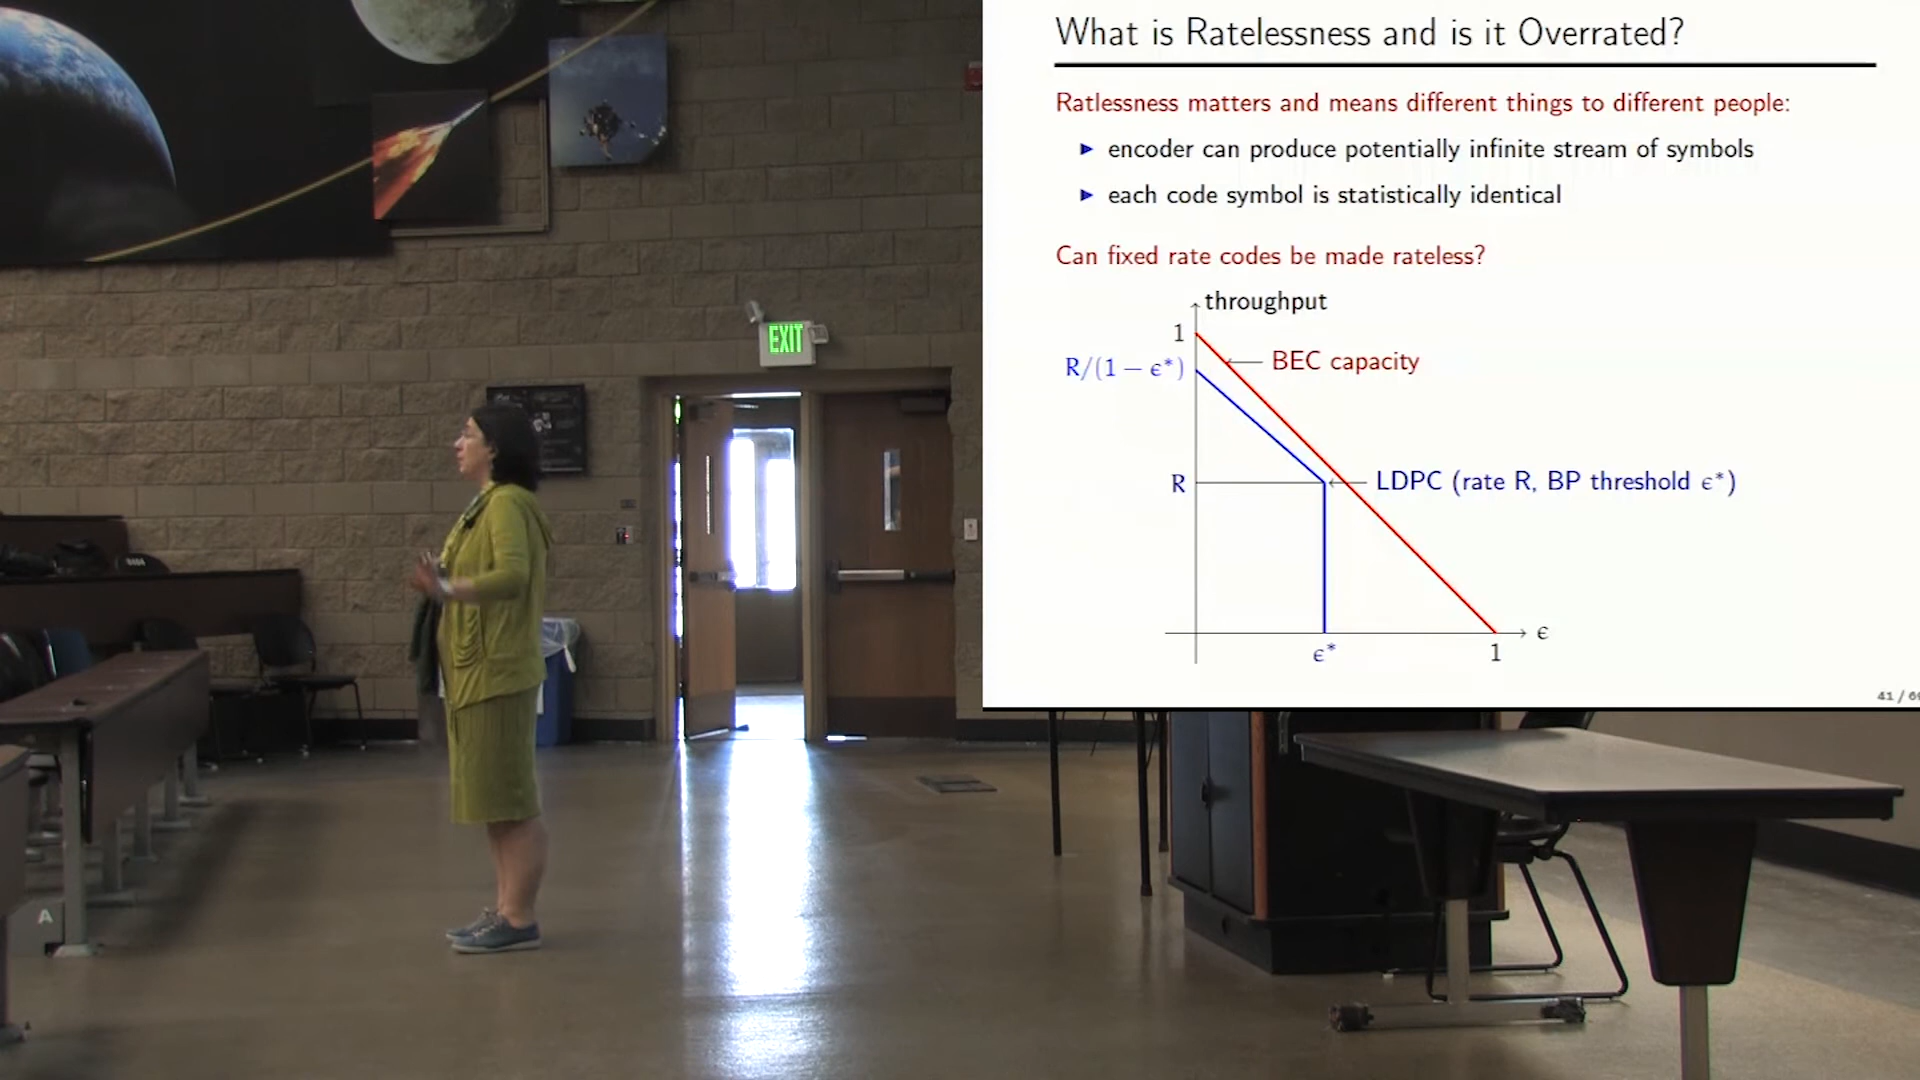 What is Ratelessness and is it Overrated?
Ratlessness matters and means different things to different people:
encoder can produce potentially infinite stream of symbols
each code symbol is statistically identical
Can fixed rate codes be made rateless?
throughput
1
BEC capacity
R/(1 − ϵ*)
R
LDPC (rate R, BP threshold ϵ*)
ϵ
ϵ*
1
41 / 6
EXIT
A